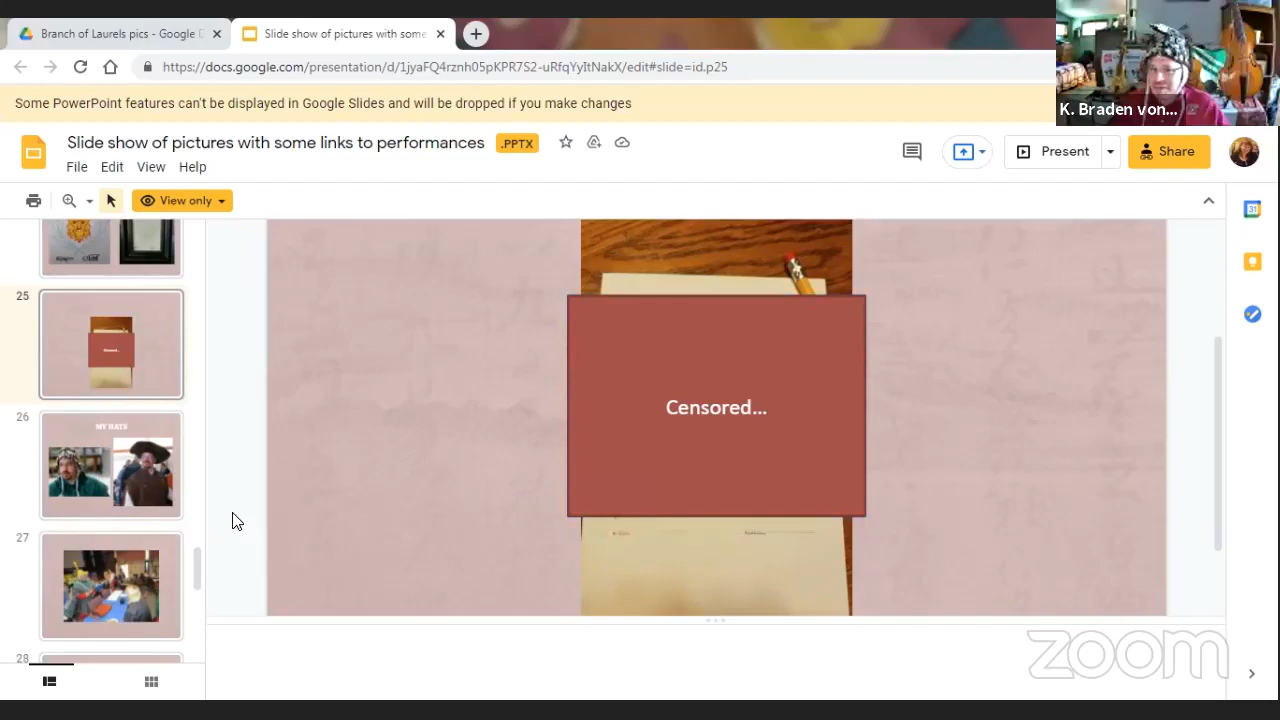 Branch of Laurels pics - Google D
Slide show of pictures with some
https://docs.google.com/presentation/d/1jyaFQ4rznh05pKPR7S2-uRfqYyItNakX/edit#slide=id.p25
K. Braden von...
Some PowerPoint features can't be displayed in Google Slides and will be dropped if you make changes
Slide show of pictures with some links to performances .PPTX
File Edit View Help
Present
Share
View only
31
25
Censored...
Censored...
26
MY HATS
27
28
zoom